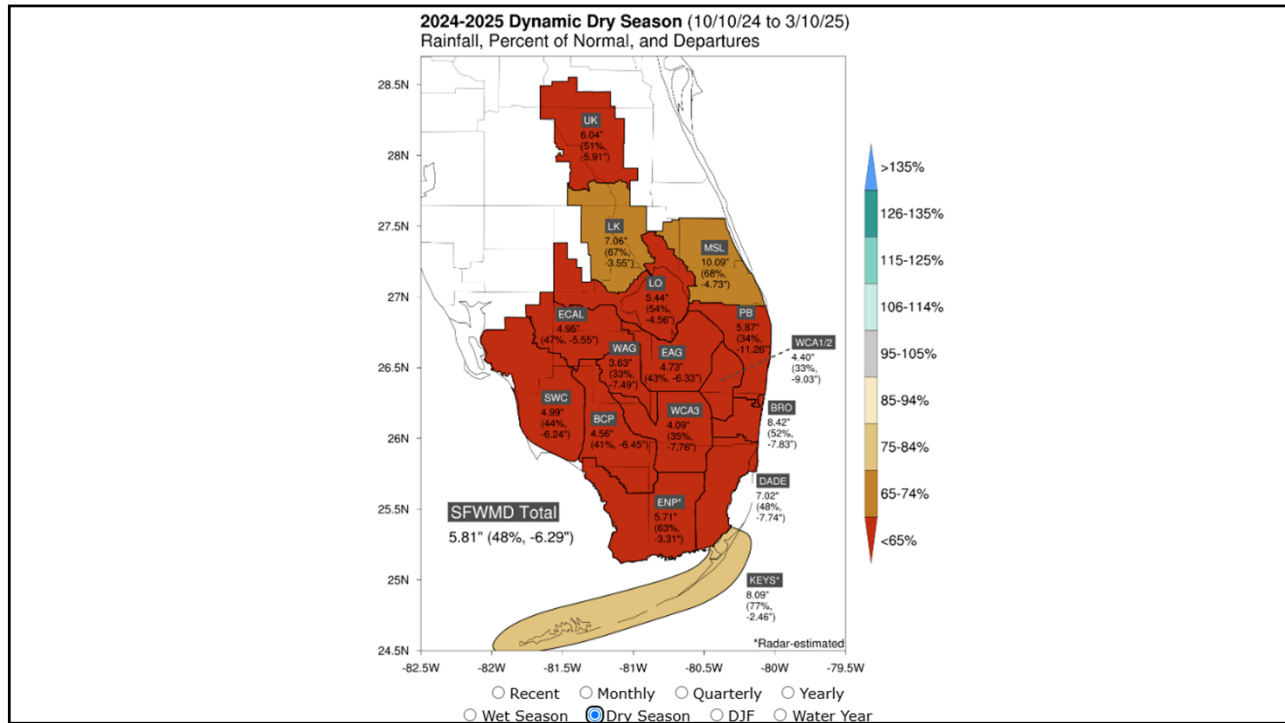 2024-2025 Dynamic Dry Season (10/10/24 to 3/10/25)
Rainfall, Percent of Normal, and Departures
28.5N
28N
27.5N
27N
26.5N
26N
25.5N
25N
24.5N
UK
6.04"
(51%,
-5.91")
LK
7.06"
(67%,
-3.55")
MSL
10.09"
(68%,
-4.73")
LO
5.44"
(54%,
-4.56")
ECAL
4.95"
(47%, -5.55")
PB
5.87"
(34%,
-11.26")
WAG
3.63"
(33%,
-7.49")
EAG
4.73"
(43%, -6.33")
WCA1/2
4.40"
(33%,
-9.03")
SWC
4.99"
(44%,
-6.24")
BCP
4.56"
(41%, -6.45")
WCA3
4.09"
(35%,
-7.76")
BRO
8.42"
(52%,
-7.83")
DADE
7.02"
(48%,
-7.74")
ENP*
5.71"
(63%,
-3.31")
SFWMD Total
5.81" (48%, -6.29")
KEYS*
8.09"
(77%,
-2.46")
*Radar-estimated
-82.5W -82W -81.5W -81W -80.5W -80W -79.5W
>135%
126-135%
115-125%
106-114%
95-105%
85-94%
75-84%
65-74%
<65%
Recent Monthly Quarterly Yearly
Wet Season Dry Season DJF Water Year